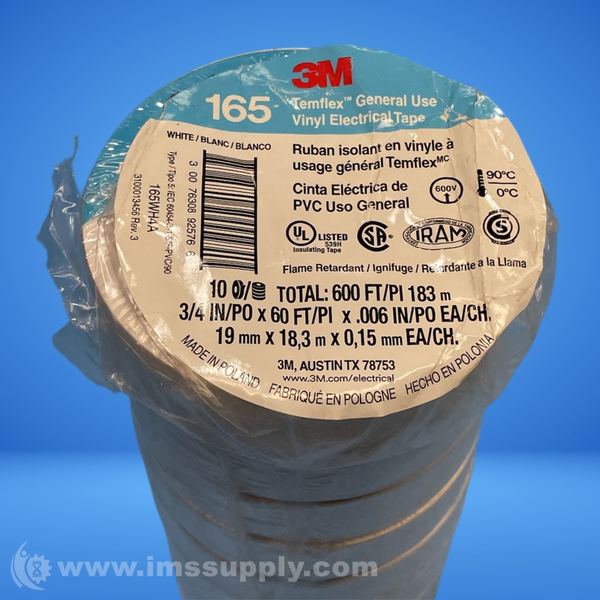 3M
165 Temflex™ General Use
Vinyl Electrical Tape
WHITE/BLANC/BLANCO
Ruban isolant en vinyle à
usage général Temflexᴹᶜ
Cinta Eléctrica de
PVC Uso General
600V
90°C
0°C
3 00 76308 92576 6
165WH4A
3100013456 Rev. 3
UL LISTED
539H
Insulating Tape
IRAM
S
Flame Retardant / Ignifuge / Retardante a la Llama
10 TOTAL: 600 FT/PI 183 m
3/4 IN/PO x 60 FT/PI x .006 IN/PO EA/CH.
19 mm x 18,3 m x 0,15 mm EA/CH.
3M, AUSTIN TX 78753
www.3M.com/electrical
MADE IN POLAND FABRIQUÉ EN POLOGNE HECHO EN POLONIA
www.imssupply.com